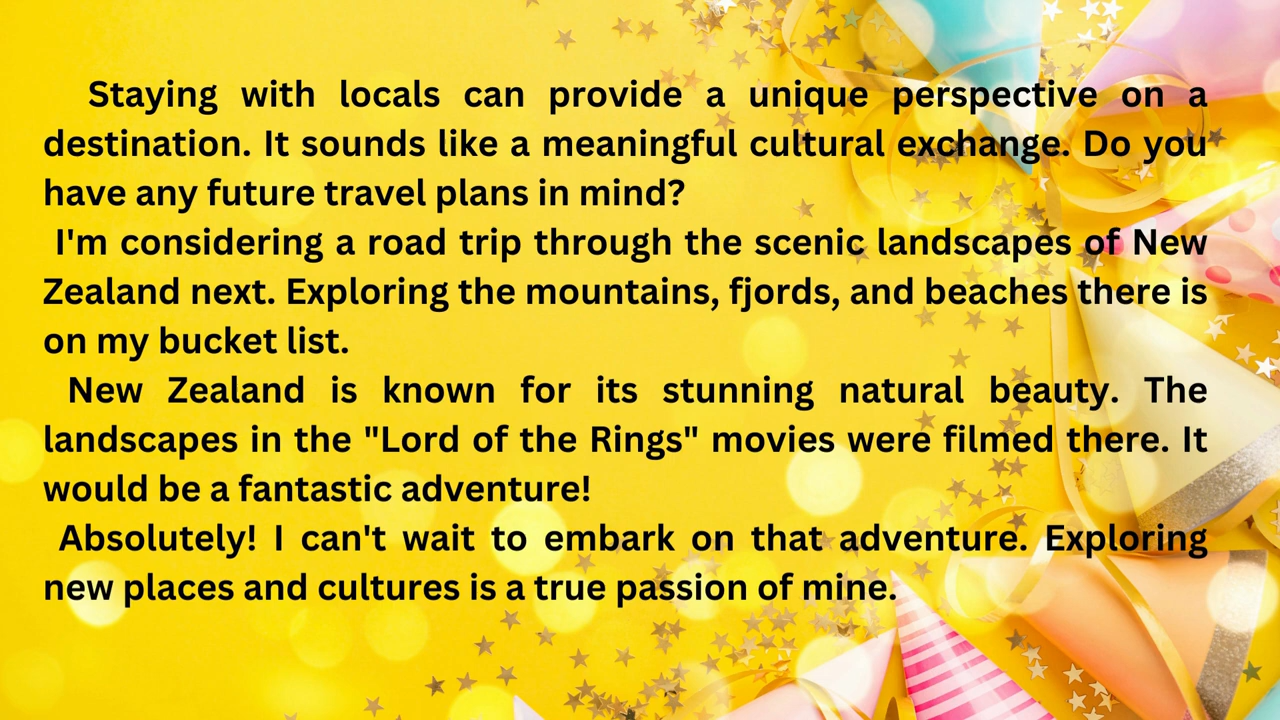 Staying with locals can provide a unique perspective on a
destination. It sounds like a meaningful cultural exchange. Do you
have any future travel plans in mind?
I'm considering a road trip through the scenic landscapes of New
Zealand next. Exploring the mountains, fjords, and beaches there is
on my bucket list.
New Zealand is known for its stunning natural beauty. The
landscapes in the "Lord of the Rings" movies were filmed there. It
would be a fantastic adventure!
Absolutely! I can't wait to embark on that adventure. Exploring
new places and cultures is a true passion of mine.